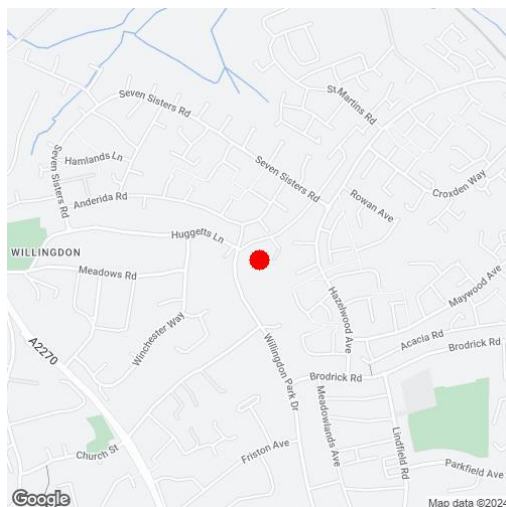 Seven Sisters Rd
St Martins Rd
Hamlands Ln
Seven Sisters Rd
Seven Sisters Rd
Croxden Way
Anderida Rd
Rowan Ave
Huggetts Ln
WILLINGDON
Meadows Rd
Maywood Ave
Hazelwood Ave
Winchester Way
A2270
Acacia Rd
Willingdon Park Dr
Brodrick Rd
Brodrick Rd
Meadowlands Ave
Lindfield Rd
Church St
Friston Ave
Parkfield Ave
Google
Map data ©2024